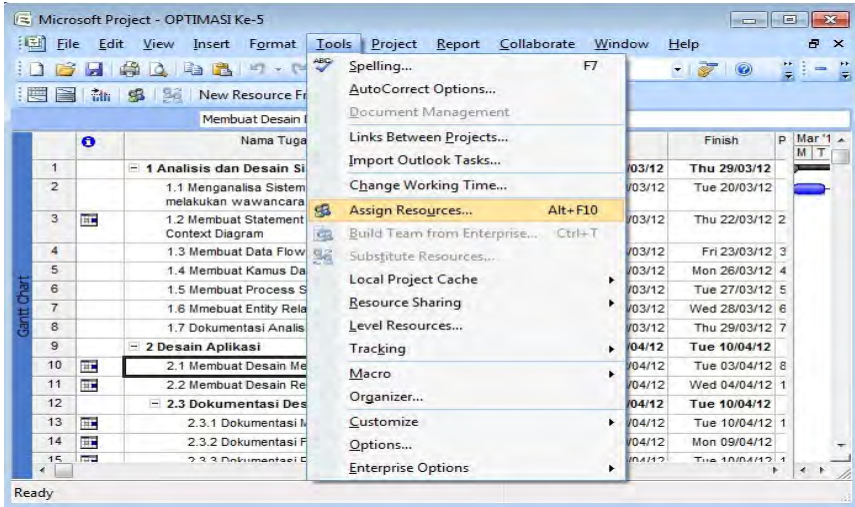 Microsoft Project - OPTIMASI Ke-5
File Edit View Insert Format Tools Project Report Collaborate Window Help
New Resource Fr
Membuat Desain
Spelling... F7
AutoCorrect Options...
Document Management
Links Between Projects...
Import Outlook Tasks...
Change Working Time...
Assign Resources... Alt+F10
Build Team from Enterprise... Ctrl+T
Substitute Resources...
Local Project Cache
Resource Sharing
Level Resources...
Tracking
Macro
Organizer...
Customize
Options...
Enterprise Options
Nama Tuga Finish P Mar '1
M T
1 1 Analisis dan Desain Si /03/12 Thu 29/03/12
2 1.1 Menganalisa Sistem /03/12 Tue 20/03/12
melakukan wawancara
3 1.2 Membuat Statement /03/12 Thu 22/03/12 2
Context Diagram
4 1.3 Membuat Data Flow /03/12 Fri 23/03/12 3
5 1.4 Membuat Kamus Da /03/12 Mon 26/03/12 4
6 1.5 Membuat Process S /03/12 Tue 27/03/12 5
7 1.6 Mmebuat Entity Rela /03/12 Wed 28/03/12 6
8 1.7 Dokumentasi Analis /03/12 Thu 29/03/12 7
9 2 Desain Aplikasi /04/12 Tue 10/04/12
10 2.1 Membuat Desain Me /04/12 Tue 03/04/12 8
11 2.2 Membuat Desain Re /04/12 Wed 04/04/12 1
12 2.3 Dokumentasi Des /04/12 Tue 10/04/12
13 2.3.1 Dokumentasi M /04/12 Tue 10/04/12 1
14 2.3.2 Dokumentasi F /04/12 Mon 09/04/12
15 2.3.3 Dokumentasi /04/12 Tue 10/04/12 1
Gantt Chart
Ready